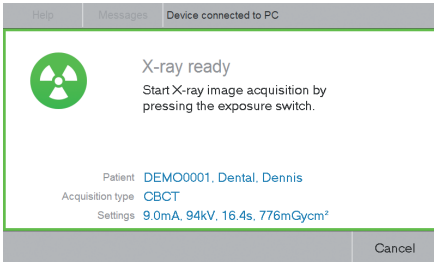 Help Messages Device connected to PC
X-ray ready
Start X-ray image acquisition by
pressing the exposure switch.
Patient DEMO0001, Dental, Dennis
Acquisition type CBCT
Settings 9.0mA, 94kV, 16.4s, 776mGycm²
Cancel